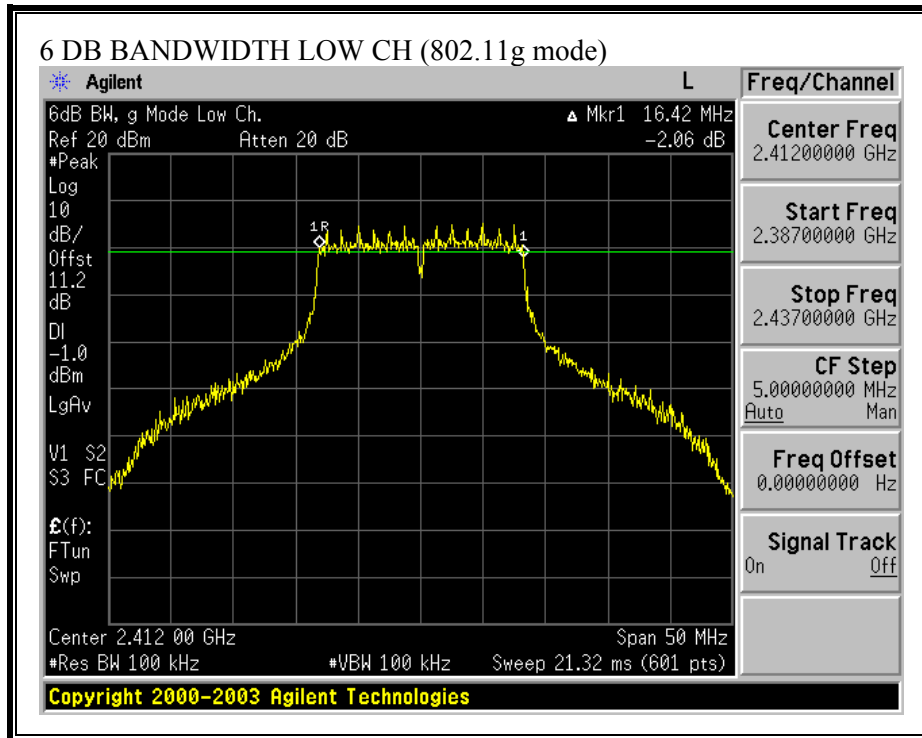 6 DB BANDWIDTH LOW CH (802.11g mode)
Agilent L Freq/Channel
6dB BW, g Mode Low Ch. Δ Mkr1 16.42 MHz
Ref 20 dBm Atten 20 dB −2.06 dB
#Peak
Log
10
dB/
Offst
11.2
dB
DI
−1.0
dBm
LgAv
V1 S2
S3 FC
£(f):
FTun
Swp
1R
1
Center 2.412 00 GHz Span 50 MHz
#Res BW 100 kHz #VBW 100 kHz Sweep 21.32 ms (601 pts)
Center Freq
2.41200000 GHz
Start Freq
2.38700000 GHz
Stop Freq
2.43700000 GHz
CF Step
5.00000000 MHz
Auto Man
Freq Offset
0.00000000 Hz
Signal Track
On Off
Copyright 2000-2003 Agilent Technologies